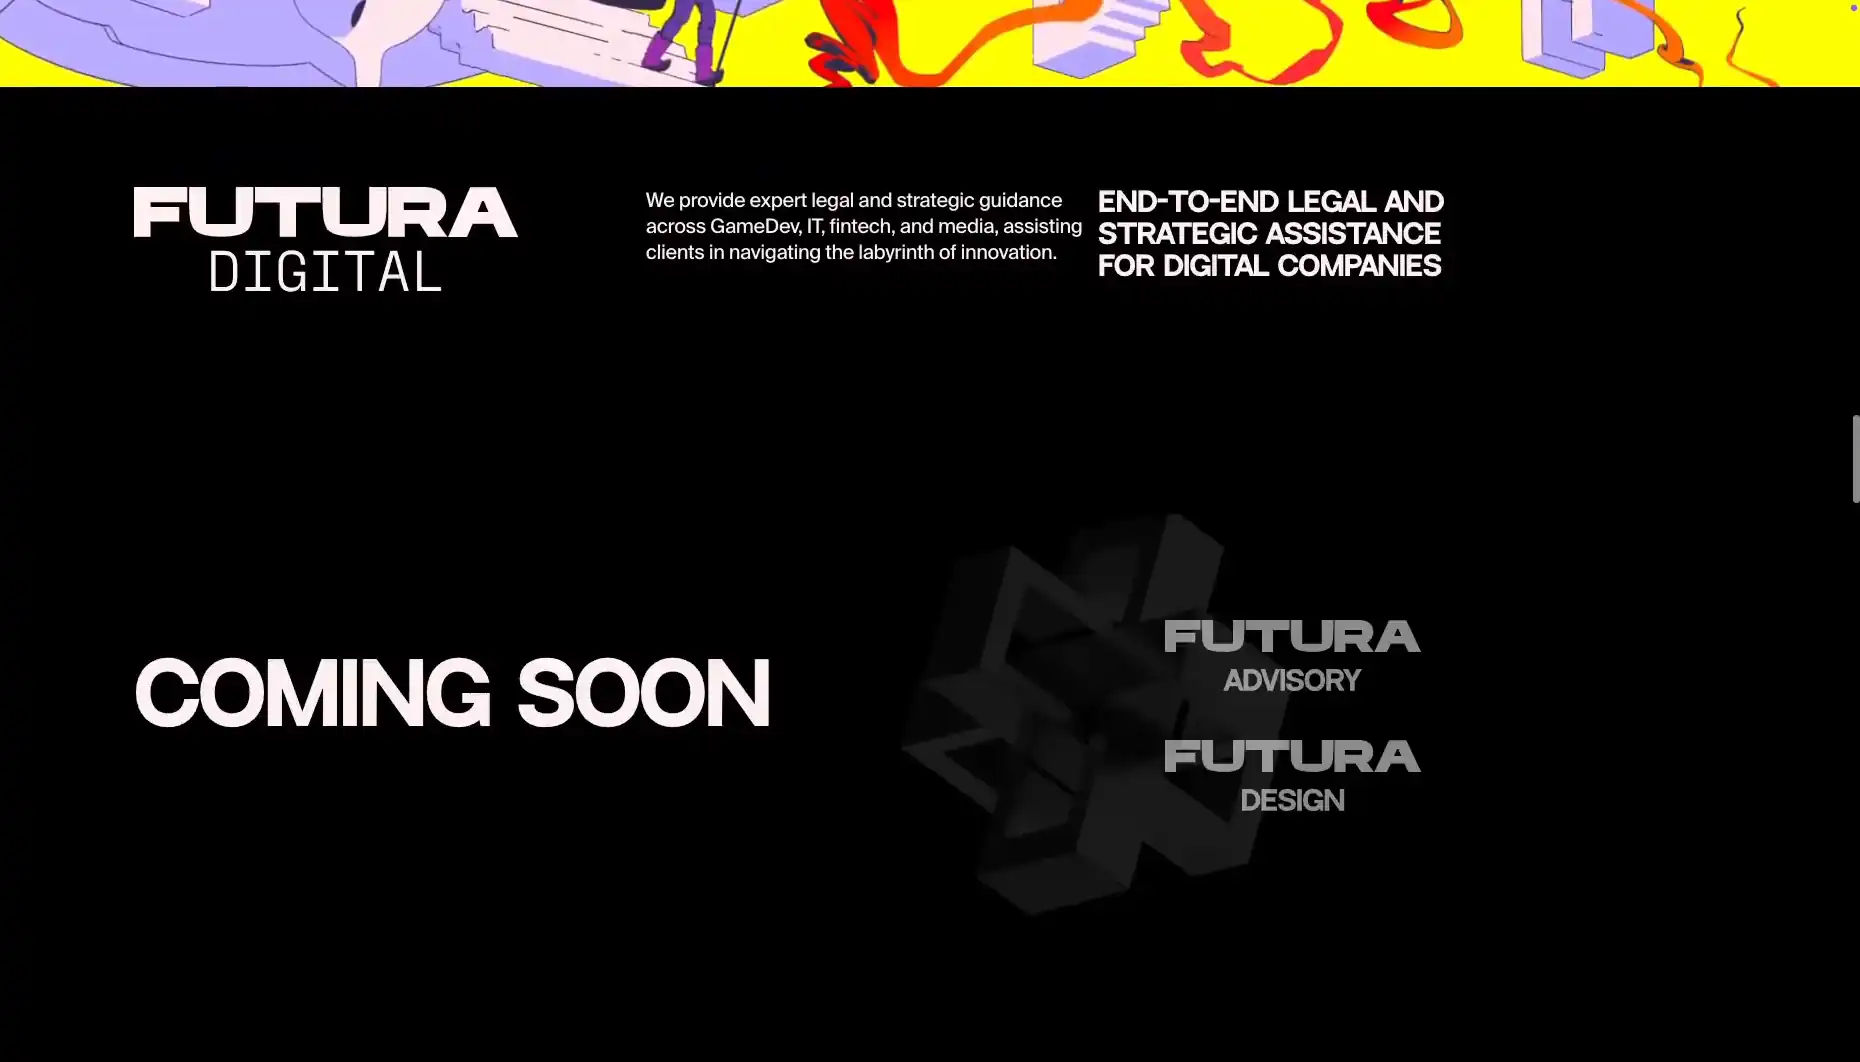 FUTURA
DIGITAL
We provide expert legal and strategic guidance
across GameDev, IT, fintech, and media, assisting
clients in navigating the labyrinth of innovation.
END-TO-END LEGAL AND
STRATEGIC ASSISTANCE
FOR DIGITAL COMPANIES
COMING SOON
FUTURA
ADVISORY
FUTURA
DESIGN